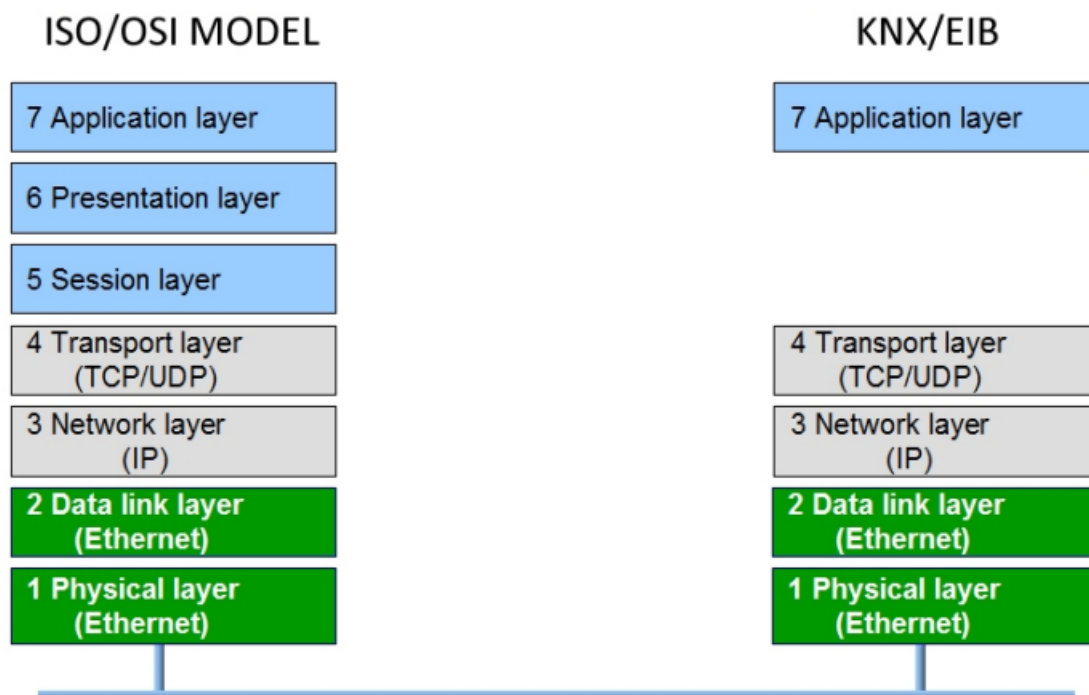 ISO/OSI MODEL
7 Application layer
6 Presentation layer
5 Session layer
4 Transport layer
(TCP/UDP)
3 Network layer
(IP)
2 Data link layer
(Ethernet)
1 Physical layer
(Ethernet)
KNX/EIB
7 Application layer
4 Transport layer
(TCP/UDP)
3 Network layer
(IP)
2 Data link layer
(Ethernet)
1 Physical layer
(Ethernet)